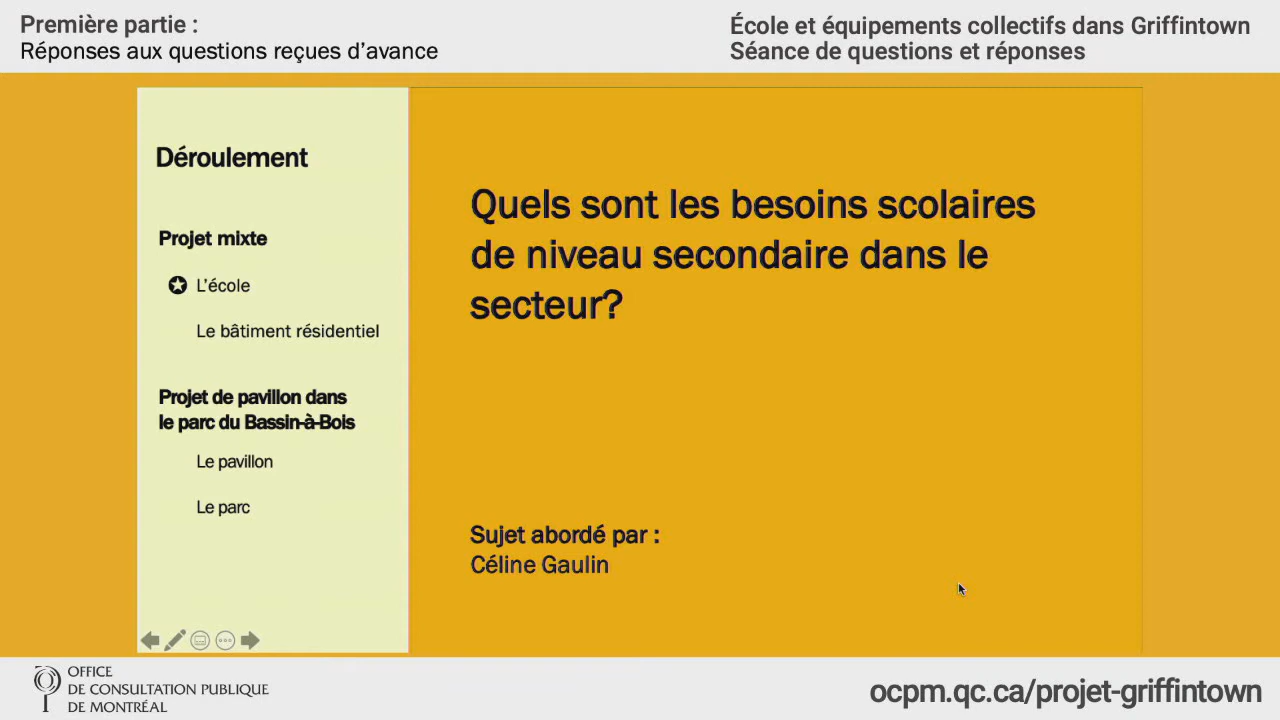 Première partie :
Réponses aux questions reçues d’avance
École et équipements collectifs dans Griffintown
Séance de questions et réponses
Déroulement
Projet mixte
L’école
Le bâtiment résidentiel
Projet de pavillon dans
le parc du Bassin-à-Bois
Le pavillon
Le parc
Quels sont les besoins scolaires
de niveau secondaire dans le
secteur?
Sujet abordé par :
Céline Gaulin
OFFICE
DE CONSULTATION PUBLIQUE
DE MONTRÉAL
ocpm.qc.ca/projet-griffintown